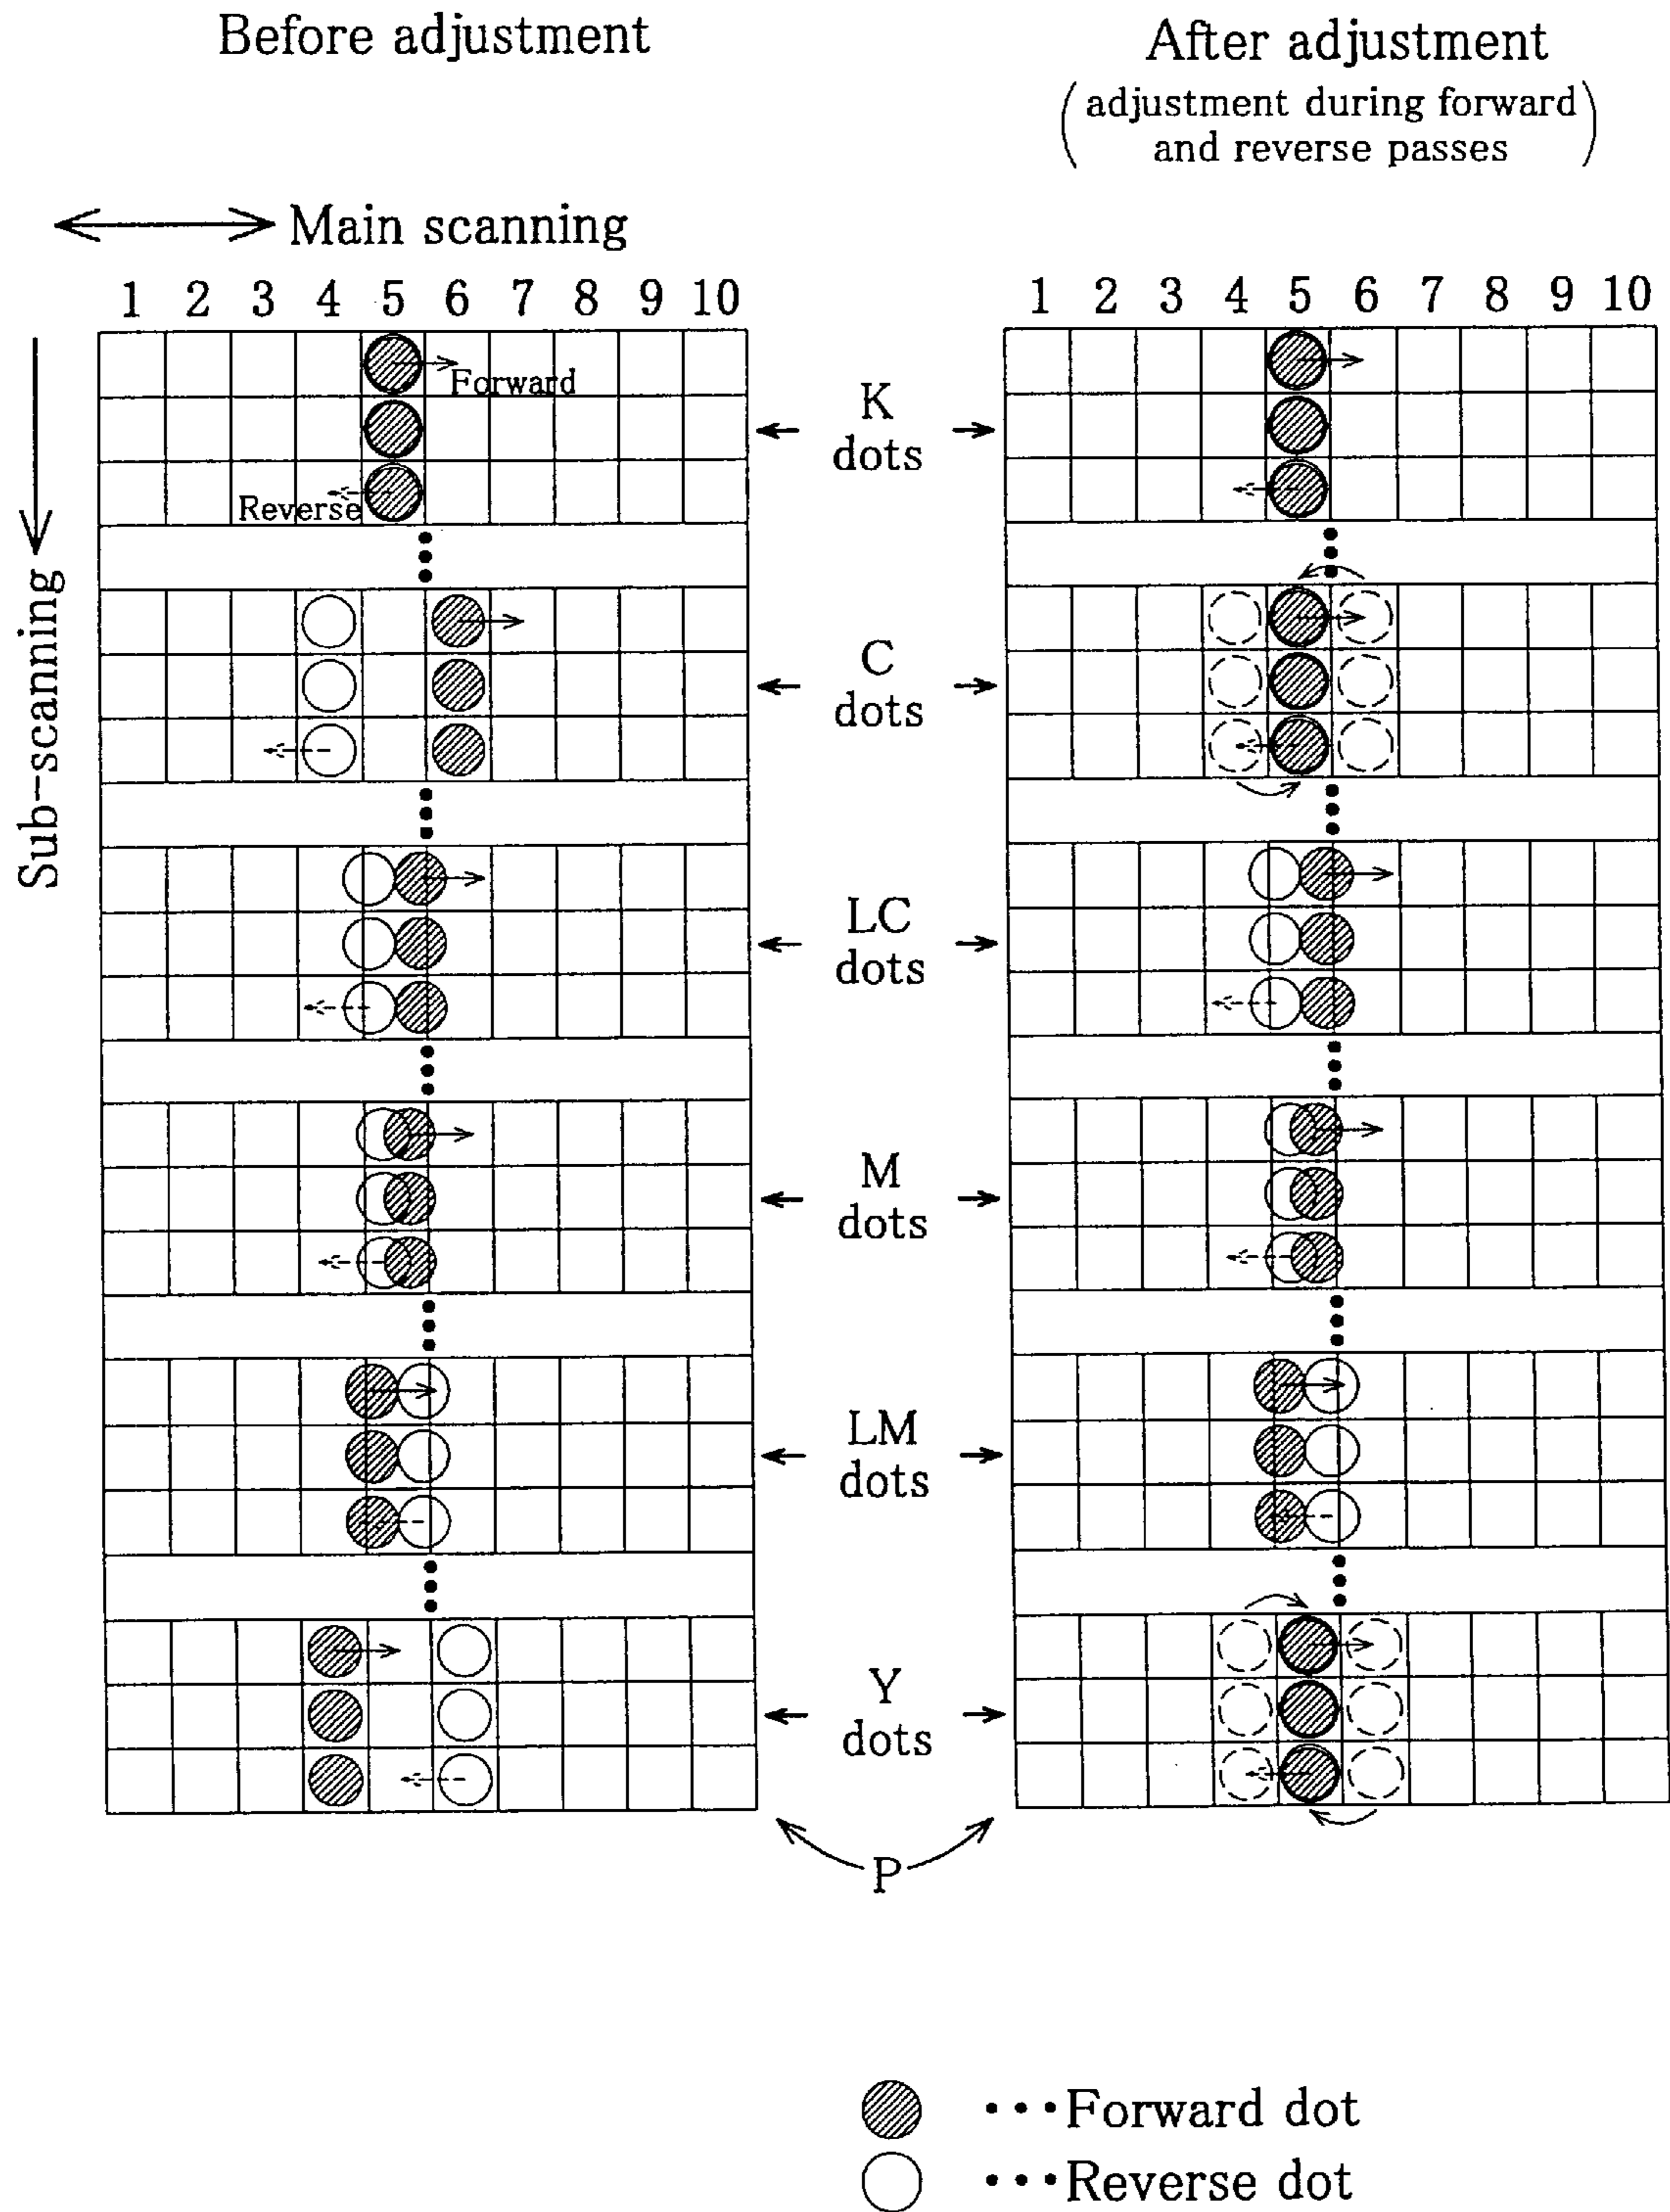 Before adjustment
After adjustment
(adjustment during forward
and reverse passes)
Main scanning
1 2 3 4 5 6 7 8 9 10
1 2 3 4 5 6 7 8 9 10
Forward
Reverse
Sub-scanning
K
dots
C
dots
LC
dots
M
dots
LM
dots
Y
dots
P
•••Forward dot
•••Reverse dot